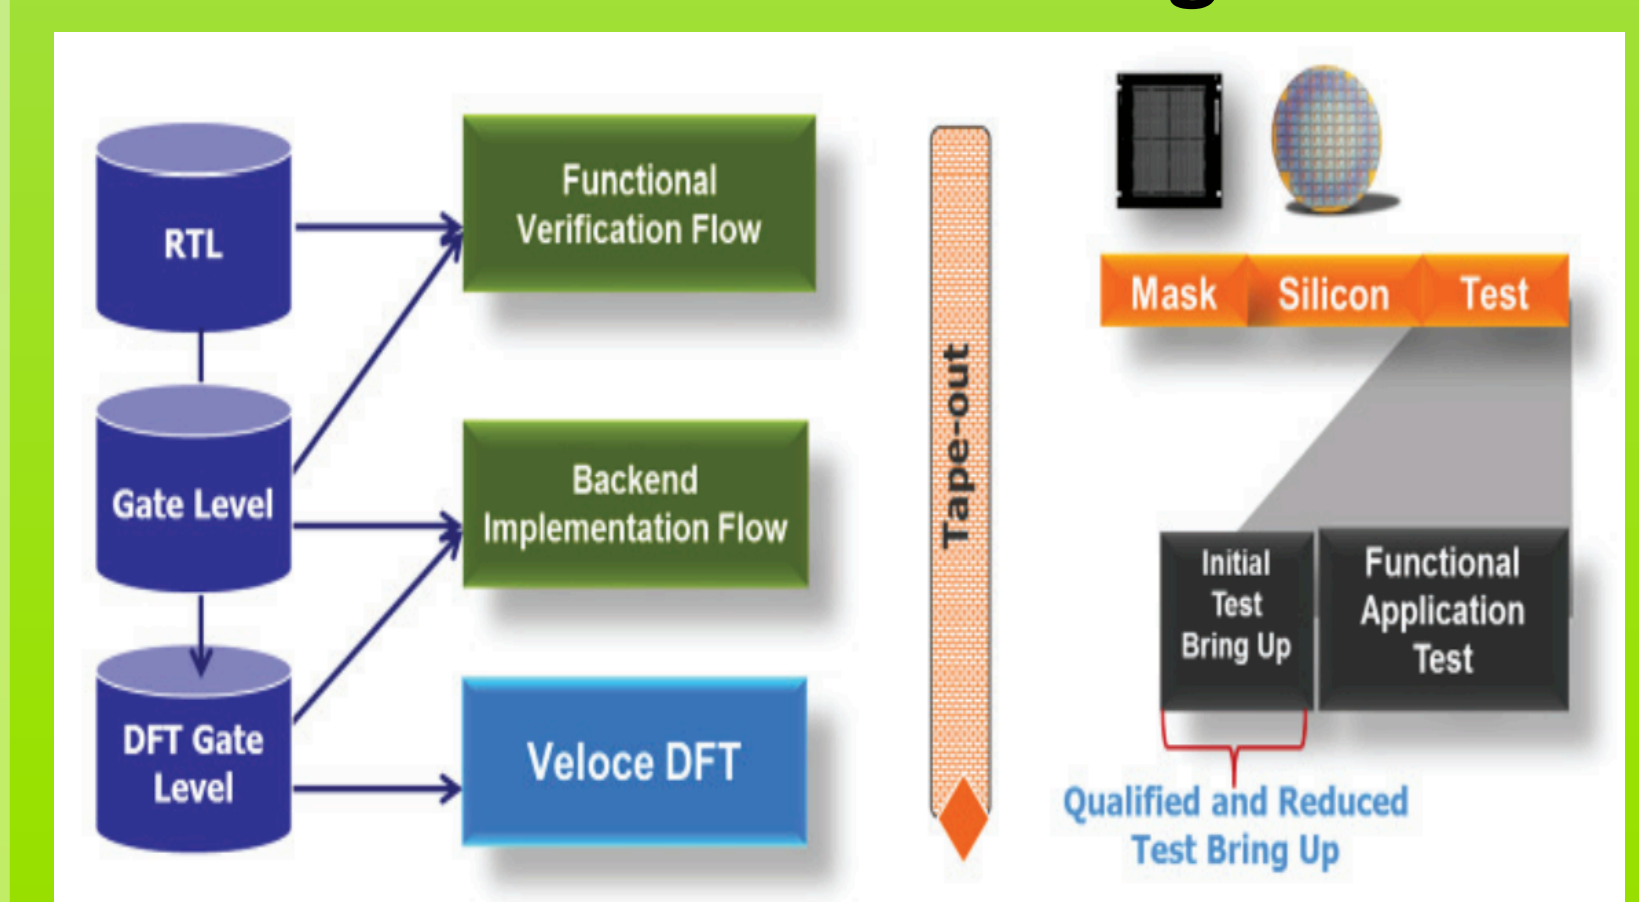 RTL
Functional
Verification Flow
Gate Level
Backend
Implementation Flow
DFT Gate
Level
Veloce DFT
Tape-out
Mask
Silicon
Test
Initial
Test
Bring Up
Functional
Application
Test
Qualified and Reduced
Test Bring Up